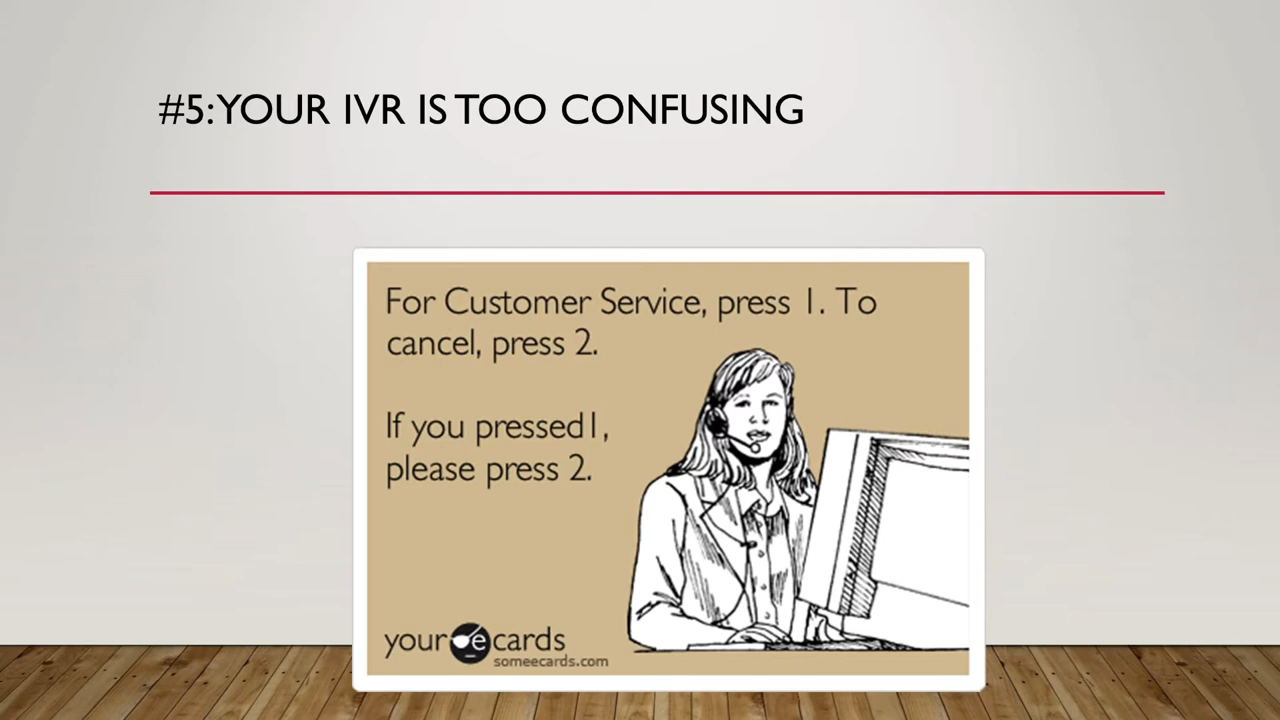 #5: YOUR IVR IS TOO CONFUSING
For Customer Service, press 1. To
cancel, press 2.
If you pressed1,
please press 2.
your e cards
someecards.com